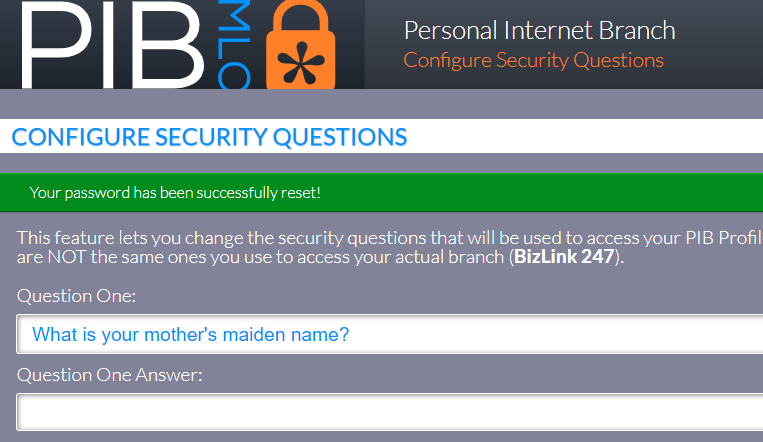 PIB
MLO
Personal Internet Branch
Configure Security Questions
CONFIGURE SECURITY QUESTIONS
Your password has been successfully reset!
This feature lets you change the security questions that will be used to access your PIB Profil
are NOT the same ones you use to access your actual branch (BizLink 247).
Question One:
What is your mother's maiden name?
Question One Answer: